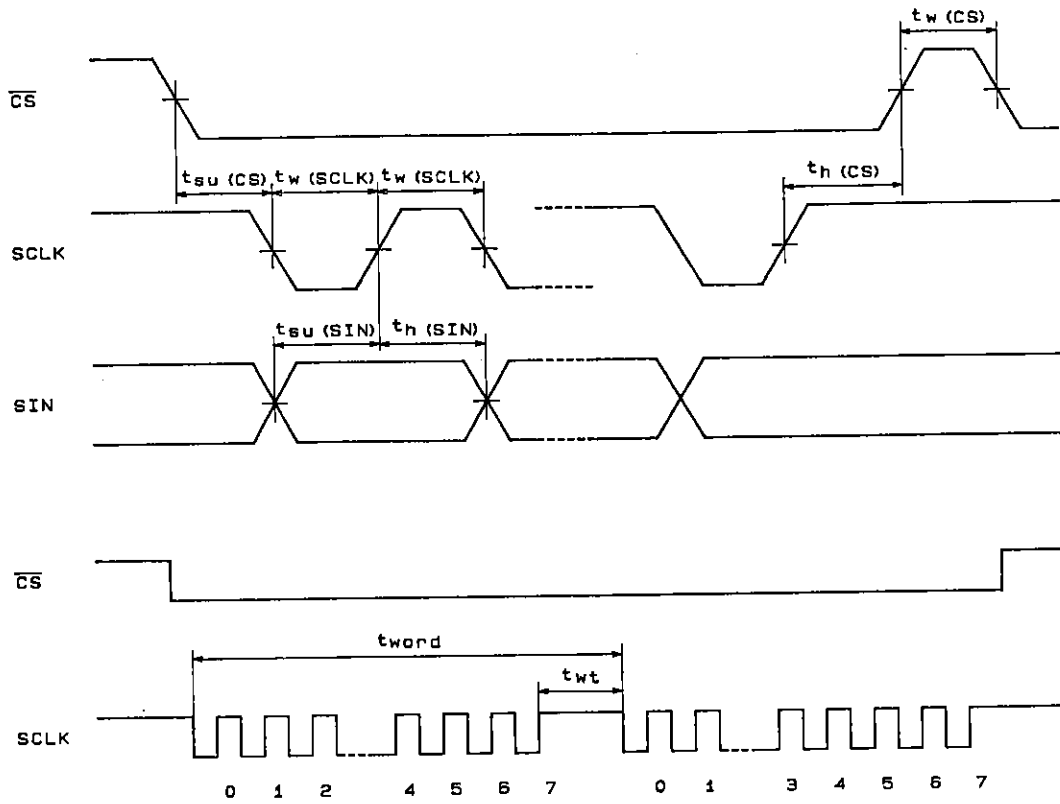 tw (CS)
CS
tsu (CS) tw (SCLK) tw (SCLK)
th (CS)
SCLK
tsu (SIN) th (SIN)
SIN
CS
tword
twt
SCLK
0 1 2 4 5 6 7 0 1 3 4 5 6 7